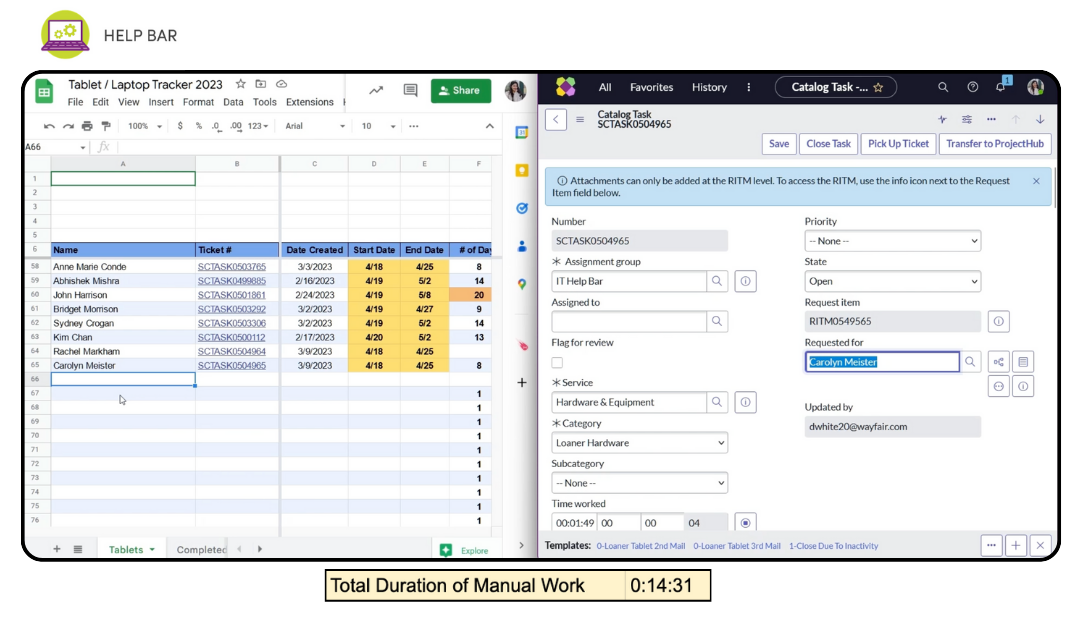 HELP BAR
Tablet / Laptop Tracker 2023
File Edit View Insert Format Data Tools Extensions
Share
100% $ % .0 .00 123 Arial 10
A66 fx
A B C D E F
1
2
3
4
5
6 Name Ticket # Date Created Start Date End Date # of Day
58 Anne Marie Conde SCTASK0503765 3/3/2023 4/18 4/25 8
59 Abhishek Mishra SCTASK0499885 2/16/2023 4/19 5/2 14
60 John Harrison SCTASK0501861 2/24/2023 4/19 5/8 20
61 Bridget Morrison SCTASK0503292 3/2/2023 4/19 4/27 9
62 Sydney Crogan SCTASK0503306 3/2/2023 4/19 5/2 14
63 Kim Chan SCTASK0500112 2/17/2023 4/20 5/2 13
64 Rachel Markham SCTASK0504964 3/9/2023 4/18 4/25
65 Carolyn Meister SCTASK0504965 3/9/2023 4/18 4/25 8
66
67 1
68 1
69 1
70 1
71 1
72 1
73 1
74 1
75 1
76 1
Tablets Completed Explore
All Favorites History Catalog Task -... 1
Catalog Task
SCTASK0504965
Save Close Task Pick Up Ticket Transfer to ProjectHub
Attachments can only be added at the RITM level. To access the RITM, use the info icon next to the Request
Item field below.
Number
SCTASK0504965
Assignment group
IT Help Bar
Assigned to
Flag for review
Service
Hardware & Equipment
Category
Loaner Hardware
Subcategory
-- None --
Time worked
00:01:49 00 00 04
Priority
-- None --
State
Open
Request item
RITM0549565
Requested for
Carolyn Meister
Updated by
dwhite20@wayfair.com
Templates: 0-Loaner Tablet 2nd Mail 0-Loaner Tablet 3rd Mail 1-Close Due To Inactivity
Total Duration of Manual Work 0:14:31